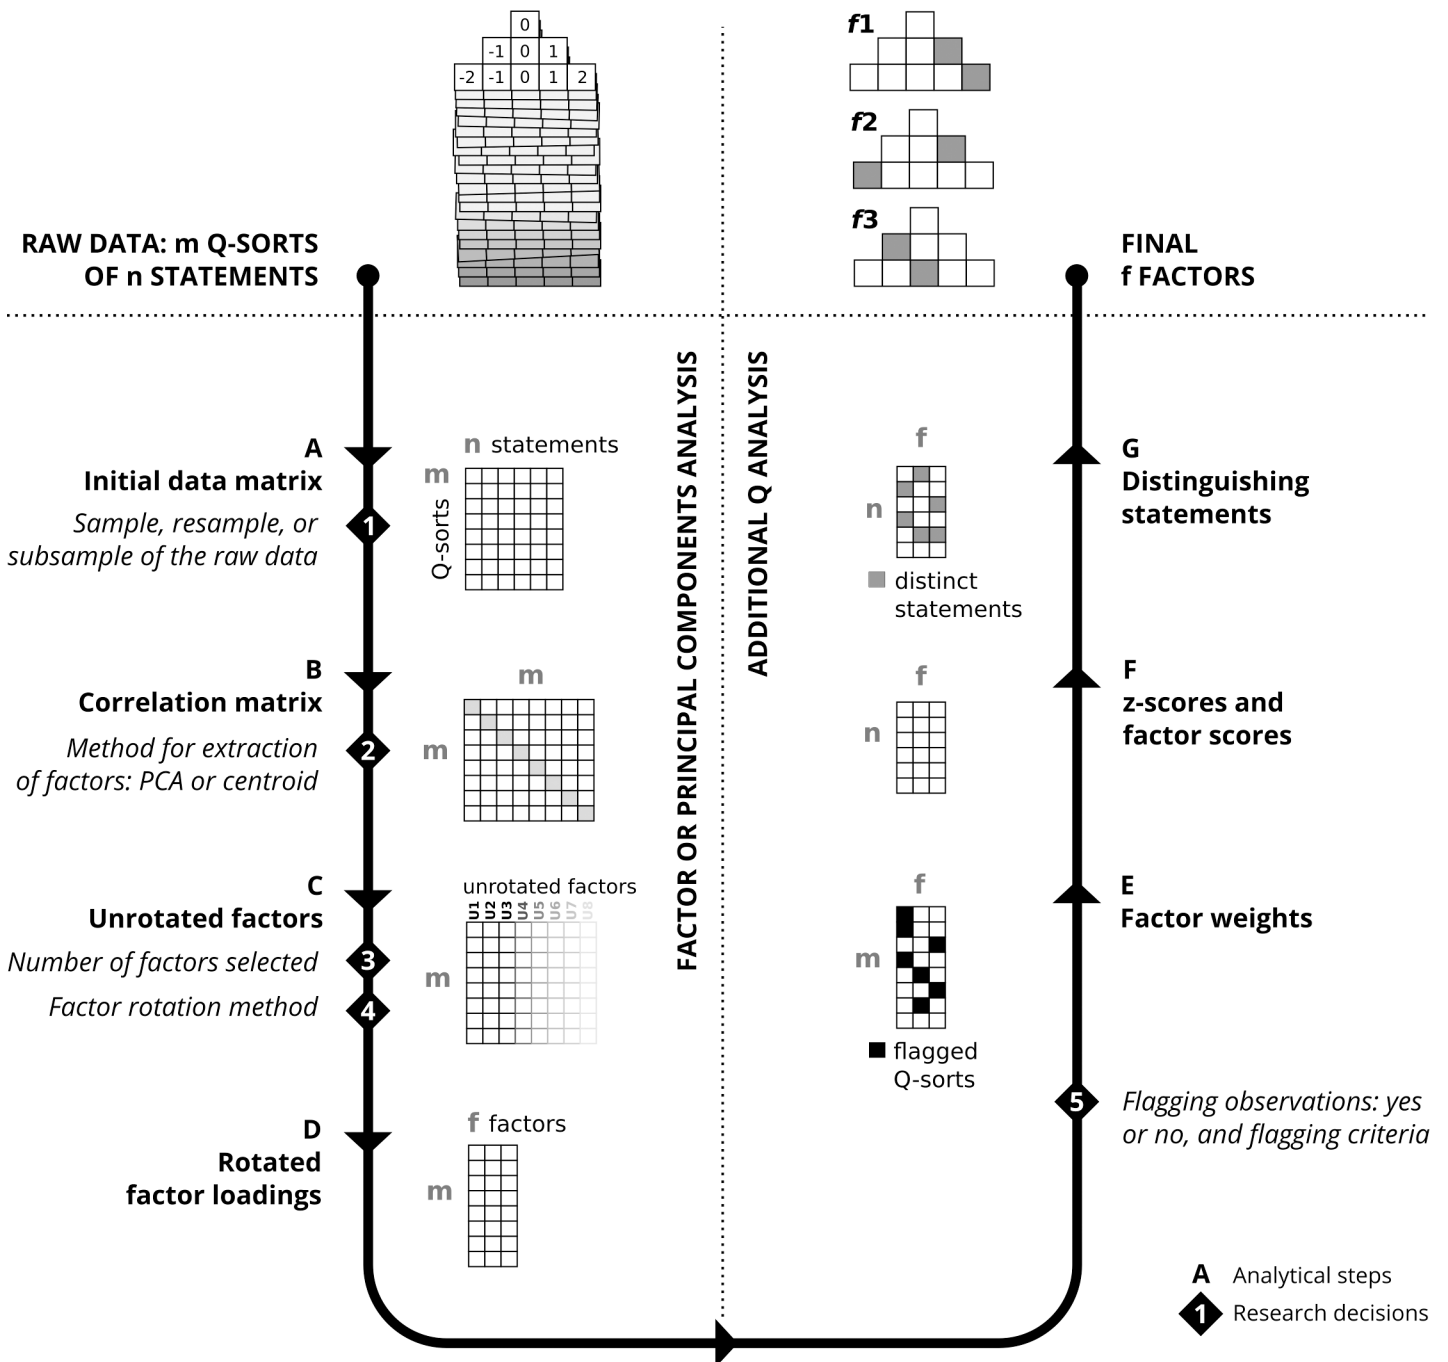 0
-1 0 1
-2 -1 0 1 2
f1
f2
f3
RAW DATA: m Q-SORTS
OF n STATEMENTS
FINAL
f FACTORS
FACTOR OR PRINCIPAL COMPONENTS ANALYSIS
ADDITIONAL Q ANALYSIS
A
Initial data matrix
1
Sample, resample, or
subsample of the raw data
n statements
m
Q-sorts
B
Correlation matrix
2
Method for extraction
of factors: PCA or centroid
m
m
C
Unrotated factors
3
Number of factors selected
4
Factor rotation method
unrotated factors
U1 U2 U3 U4 U5 U6 U7 U8
m
D
Rotated
factor loadings
f factors
m
5
Flagging observations: yes
or no, and flagging criteria
E
Factor weights
f
m
flagged
Q-sorts
F
z-scores and
factor scores
f
n
G
Distinguishing
statements
f
n
distinct
statements
A Analytical steps
1 Research decisions